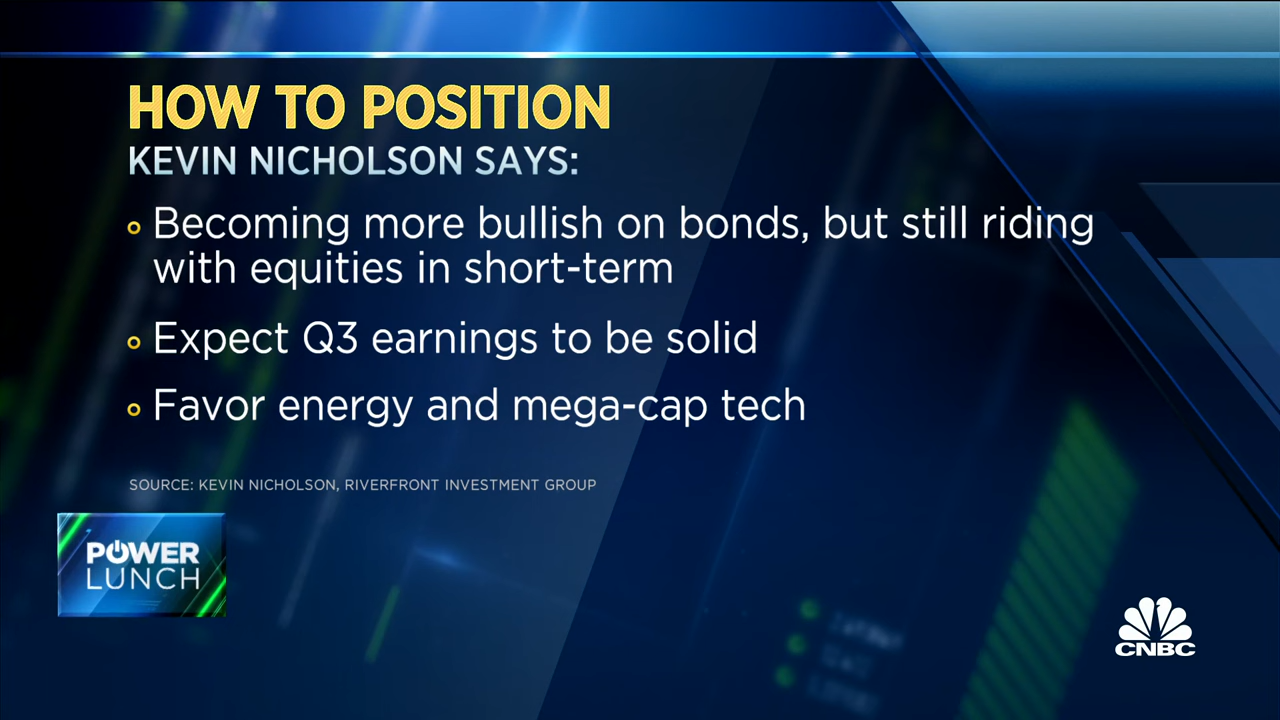 HOW TO POSITION
KEVIN NICHOLSON SAYS:
Becoming more bullish on bonds, but still riding
with equities in short-term
Expect Q3 earnings to be solid
Favor energy and mega-cap tech
SOURCE: KEVIN NICHOLSON, RIVERFRONT INVESTMENT GROUP
POWER
LUNCH
CNBC